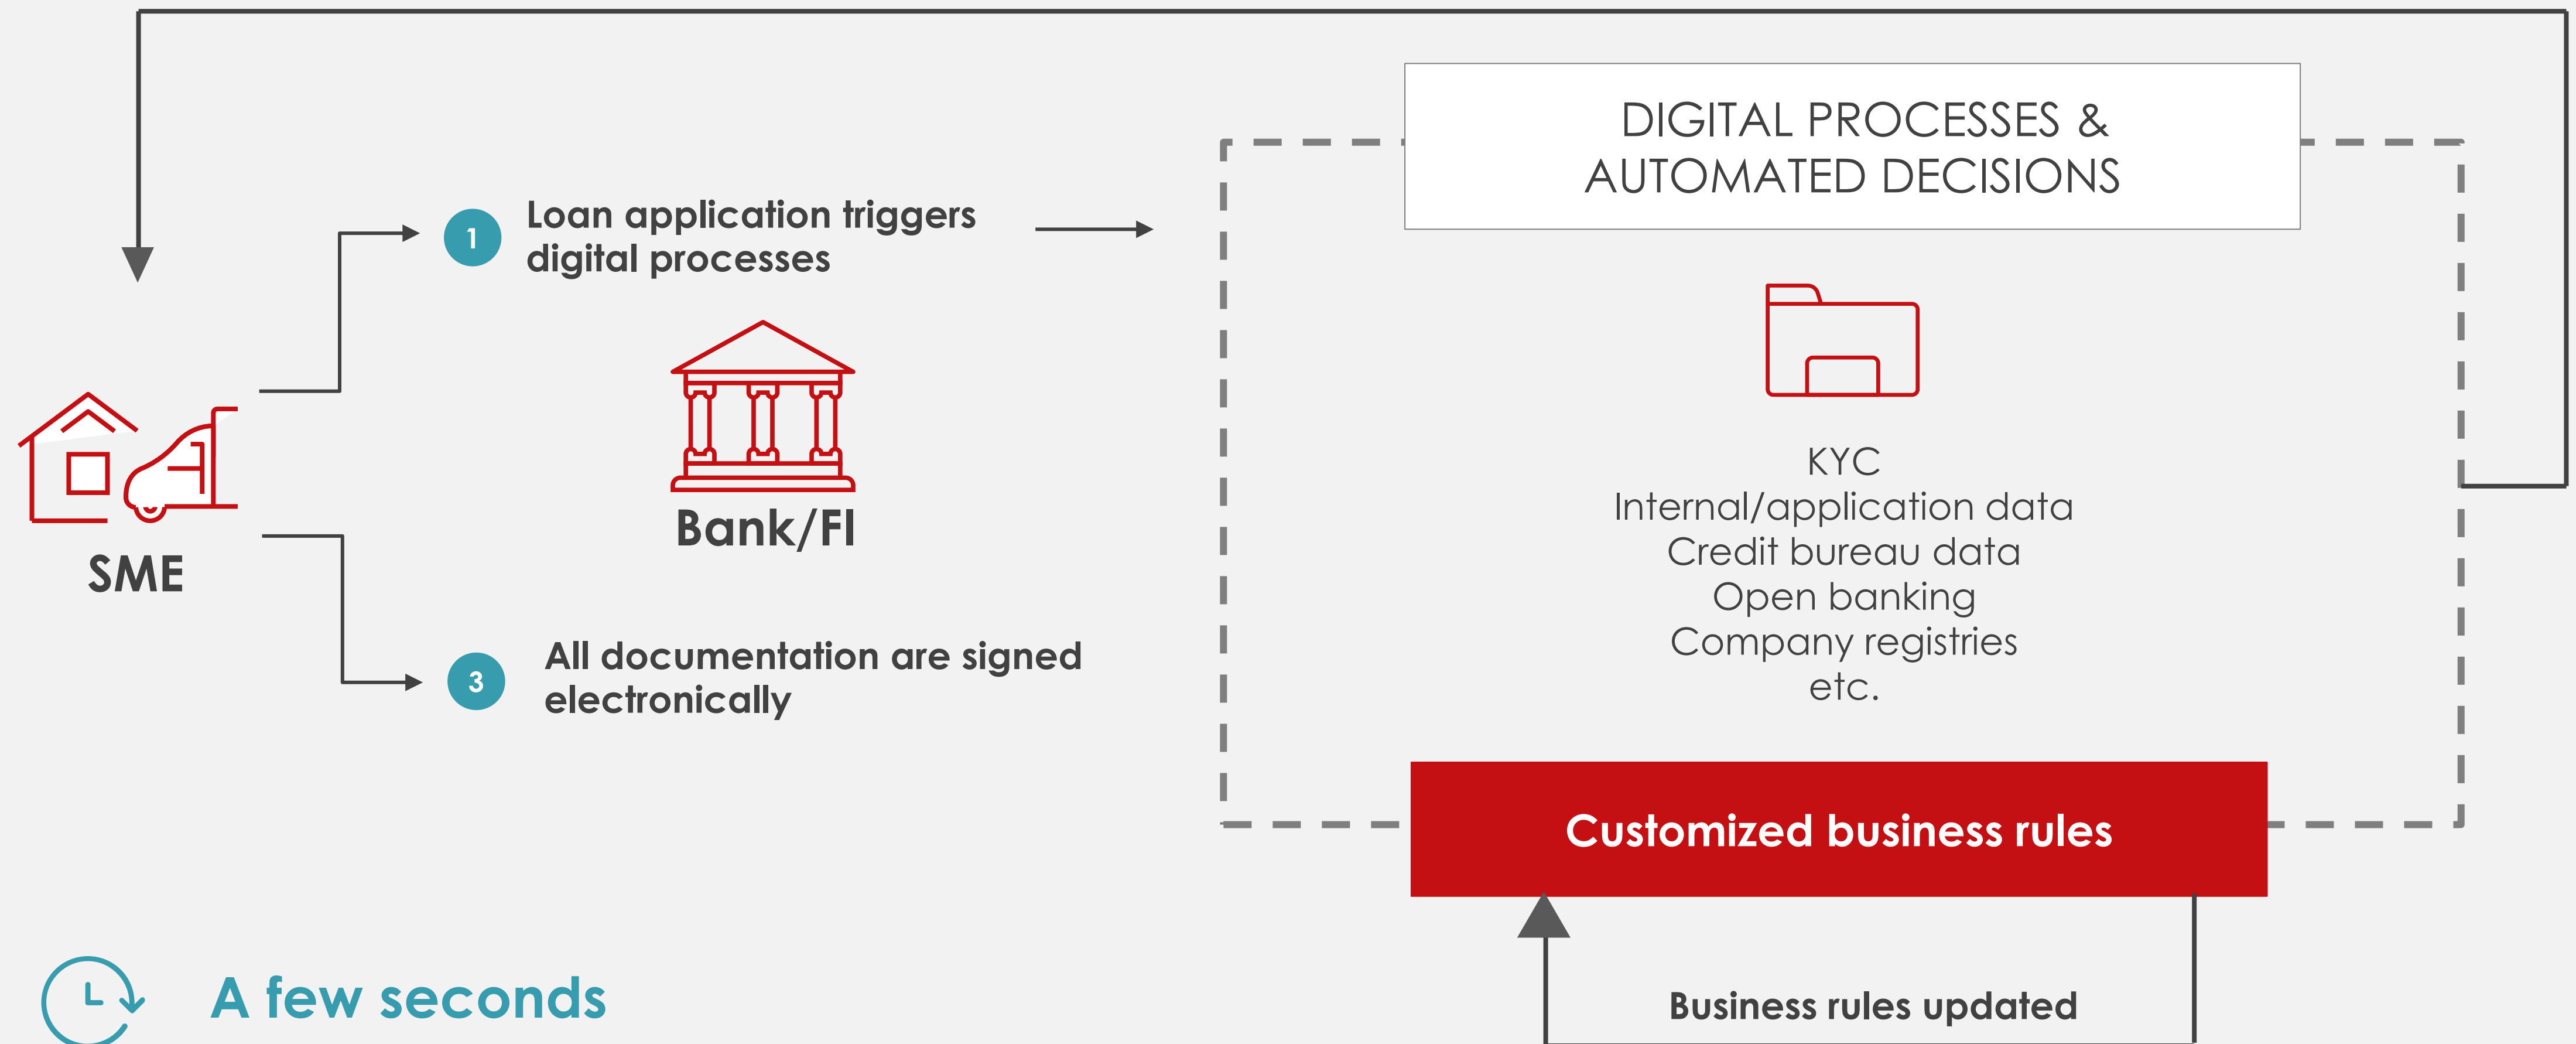 DIGITAL PROCESSES &
AUTOMATED DECISIONS
1
Loan application triggers
digital processes
Bank/FI
SME
3
All documentation are signed
electronically
KYC
Internal/application data
Credit bureau data
Open banking
Company registries
etc.
Customized business rules
A few seconds
Business rules updated